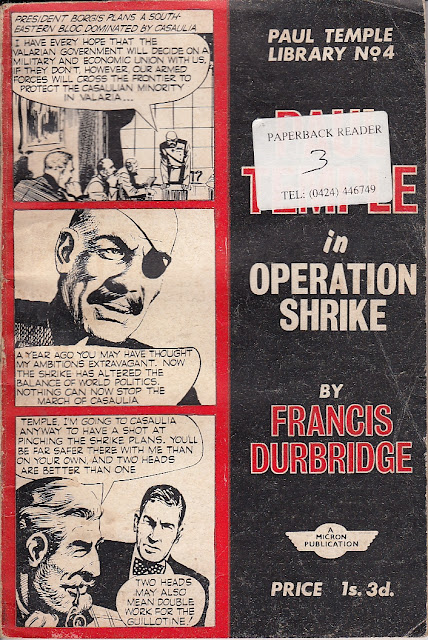 PRESIDENT BORGIS PLANS A SOUTH-
EASTERN BLOC DOMINATED BY CASAULIA
I HAVE EVERY HOPE THAT THE
VALARIAN GOVERNMENT WILL DECIDE ON A
MILITARY AND ECONOMIC UNION WITH US,
IF THEY DON'T, HOWEVER, OUR ARMED
FORCES WILL CROSS THE FRONTIER TO
PROTECT THE CASAULIAN MINORITY
IN VALARIA...
A YEAR AGO YOU MAY HAVE THOUGHT
MY AMBITIONS EXTRAVAGANT. NOW
THE SHRIKE HAS ALTERED THE
BALANCE OF WORLD POLITICS.
NOTHING CAN NOW STOP THE
MARCH OF CASAULIA
TEMPLE, I'M GOING TO CASAULIA
ANYWAY TO HAVE A SHOT AT
PINCHING THE SHRIKE PLANS. YOU'LL
BE FAR SAFER THERE WITH ME THAN
ON YOUR OWN, AND TWO HEADS
ARE BETTER THAN ONE
TWO HEADS
MAY ALSO
MEAN DOUBLE
WORK FOR THE
GUILLOTINE!
PAUL TEMPLE
LIBRARY Nº4
PAUL
TEMPLE
PAPERBACK READER
3
TEL: (0424) 446749
in
OPERATION
SHRIKE
BY
FRANCIS
DURBRIDGE
A
MICRON
PUBLICATION
PRICE 1s. 3d.